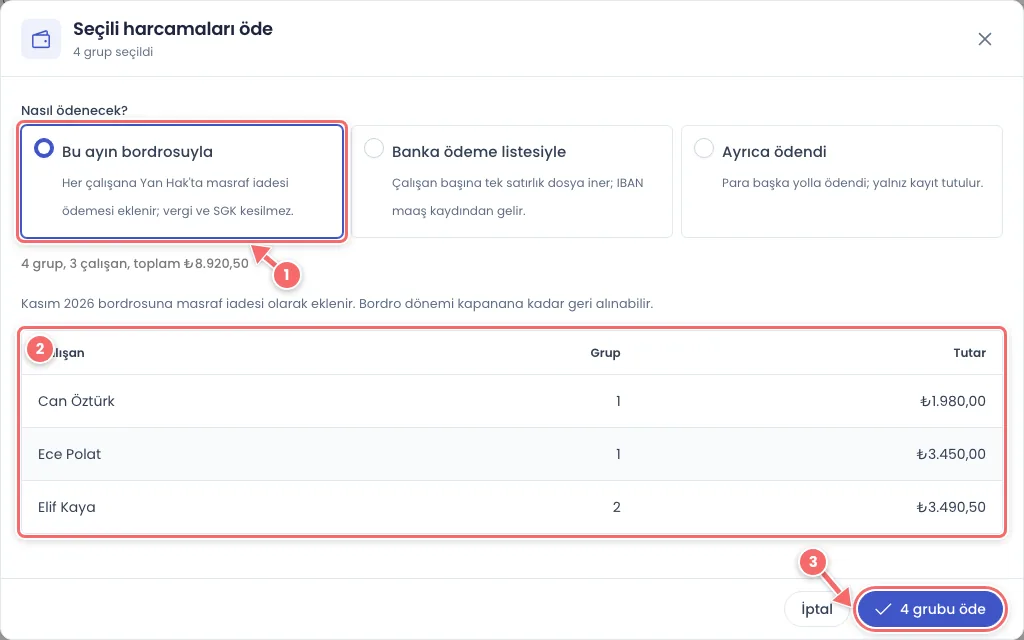 Seçili harcamaları öde
4 grup seçildi
Nasıl ödenecek?
Bu ayın bordrosuyla
Her çalışana Yan Hak'ta masraf iadesi
ödemesi eklenir; vergi ve SGK kesilmez.
Banka ödeme listesiyle
Çalışan başına tek satırlık dosya iner; IBAN
maaş kaydından gelir.
Ayrıca ödendi
Para başka yolla ödendi; yalnız kayıt tutulur.
4 grup, 3 çalışan, toplam ₺8.920,50
1
Kasım 2026 bordrosuna masraf iadesi olarak eklenir. Bordro dönemi kapanana kadar geri alınabilir.
2 lışan Grup Tutar
Can Öztürk 1 ₺1.980,00
Ece Polat 1 ₺3.450,00
Elif Kaya 2 ₺3.490,50
3
İptal 4 grubu öde